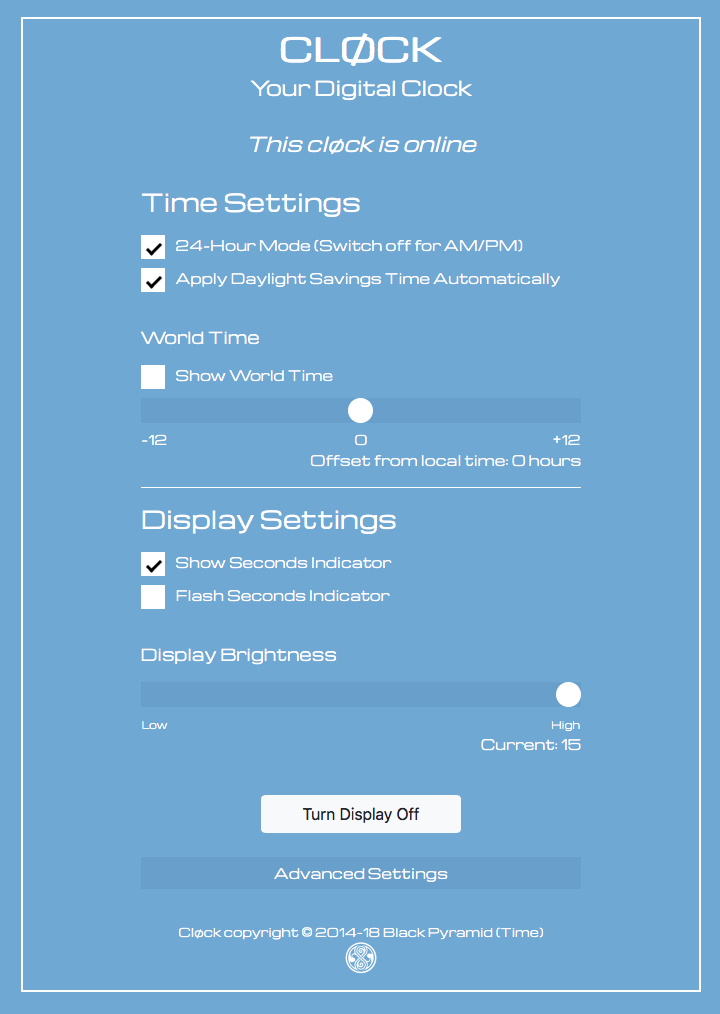 CLØCK
Your Digital Clock
This cløck is online
Time Settings
24-Hour Mode (Switch off for AM/PM)
Apply Daylight Savings Time Automatically
World Time
Show World Time
-12 0 +12
Offset from local time: 0 hours
Display Settings
Show Seconds Indicator
Flash Seconds Indicator
Display Brightness
Low High
Current: 15
Turn Display Off
Advanced Settings
Cløck copyright © 2014-18 Black Pyramid (Time)